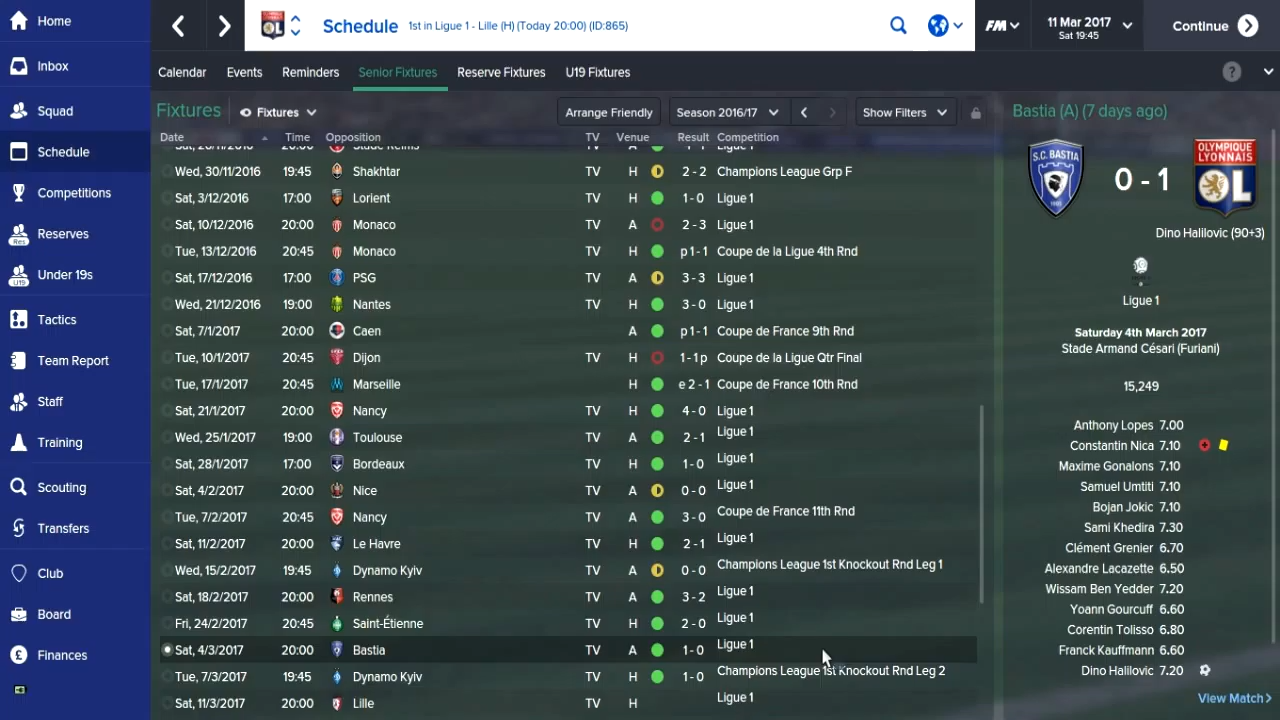 Home
Inbox
Squad
Schedule
Competitions
Reserves
Under 19s
Tactics
Team Report
Staff
Training
Scouting
Transfers
Club
Board
Finances
Schedule 1st in Ligue 1 - Lille (H) (Today 20:00) (ID:865)
FM 11 Mar 2017 Continue
Sat 19:45
Calendar Events Reminders Senior Fixtures Reserve Fixtures U19 Fixtures
Fixtures Fixtures Arrange Friendly Season 2016/17 Show Filters
Date Time Opposition TV Venue Result Competition
Sat, 26/11/2016 20:00 Stade Reims TV A Ligue 1
Wed, 30/11/2016 19:45 Shakhtar TV H 2 - 2 Champions League Grp F
Sat, 3/12/2016 17:00 Lorient TV H 1 - 0 Ligue 1
Sat, 10/12/2016 20:00 Monaco TV A 2 - 3 Ligue 1
Tue, 13/12/2016 20:45 Monaco TV H p 1 - 1 Coupe de la Ligue 4th Rnd
Sat, 17/12/2016 17:00 PSG TV A 3 - 3 Ligue 1
Wed, 21/12/2016 19:00 Nantes TV H 3 - 0 Ligue 1
Sat, 7/1/2017 20:00 Caen A p 1 - 1 Coupe de France 9th Rnd
Tue, 10/1/2017 20:45 Dijon TV H 1 - 1 p Coupe de la Ligue Qtr Final
Tue, 17/1/2017 20:45 Marseille H e 2 - 1 Coupe de France 10th Rnd
Sat, 21/1/2017 20:00 Nancy TV H 4 - 0 Ligue 1
Wed, 25/1/2017 19:00 Toulouse TV A 2 - 1 Ligue 1
Sat, 28/1/2017 17:00 Bordeaux TV H 1 - 0 Ligue 1
Sat, 4/2/2017 20:00 Nice TV A 0 - 0 Ligue 1
Tue, 7/2/2017 20:45 Nancy TV A 3 - 0 Coupe de France 11th Rnd
Sat, 11/2/2017 20:00 Le Havre TV H 2 - 1 Ligue 1
Wed, 15/2/2017 19:45 Dynamo Kyiv TV A 0 - 0 Champions League 1st Knockout Rnd Leg 1
Sat, 18/2/2017 20:00 Rennes TV A 3 - 2 Ligue 1
Fri, 24/2/2017 20:45 Saint-Étienne TV H 2 - 0 Ligue 1
Sat, 4/3/2017 20:00 Bastia TV A 1 - 0 Ligue 1
Tue, 7/3/2017 19:45 Dynamo Kyiv TV H 1 - 0 Champions League 1st Knockout Rnd Leg 2
Sat, 11/3/2017 20:00 Lille TV H Ligue 1
Bastia (A) (7 days ago)
S.C. BASTIA 0 - 1 OLYMPIQUE LYONNAIS OL
Dino Halilovic (90+3)
Ligue 1
Saturday 4th March 2017
Stade Armand Césari (Furiani)
15,249
Anthony Lopes 7.00
Constantin Nica 7.10
Maxime Gonalons 7.10
Samuel Umtiti 7.10
Bojan Jokic 7.10
Sami Khedira 7.30
Clément Grenier 6.70
Alexandre Lacazette 6.50
Wissam Ben Yedder 7.20
Yoann Gourcuff 6.60
Corentin Tolisso 6.80
Franck Kauffmann 6.60
Dino Halilovic 7.20
View Match>